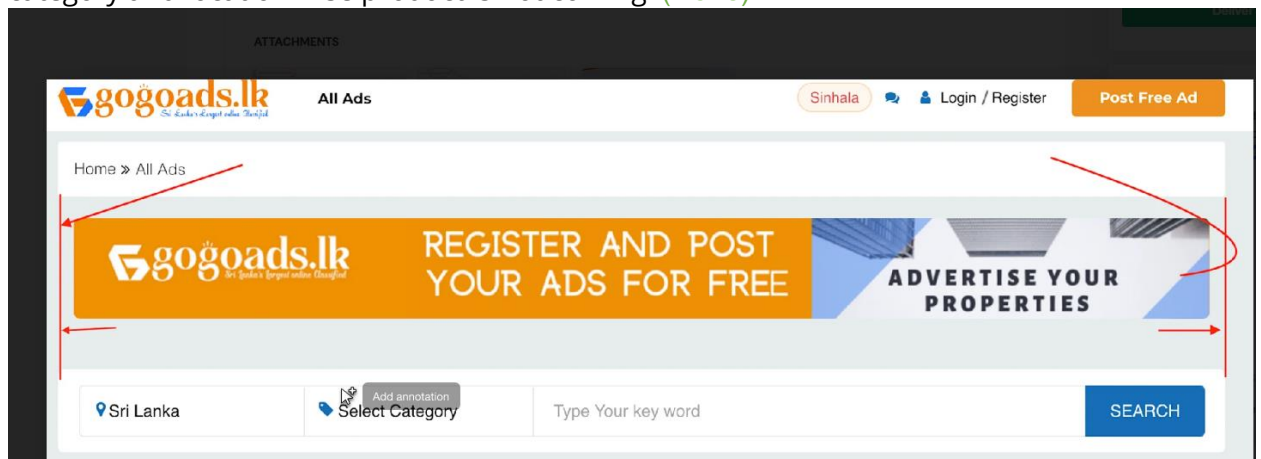 ATTACHMENTS
Deliver
gogoads.lk
All Ads
Sinhala
Login / Register
Post Free Ad
Sri Lanka's largest online Classified
Home » All Ads
gogoads.lk
Sri Lanka's largest online Classified
REGISTER AND POST
YOUR ADS FOR FREE
ADVERTISE YOUR
PROPERTIES
Sri Lanka
Add annotation
Select Category
Type Your key word
SEARCH